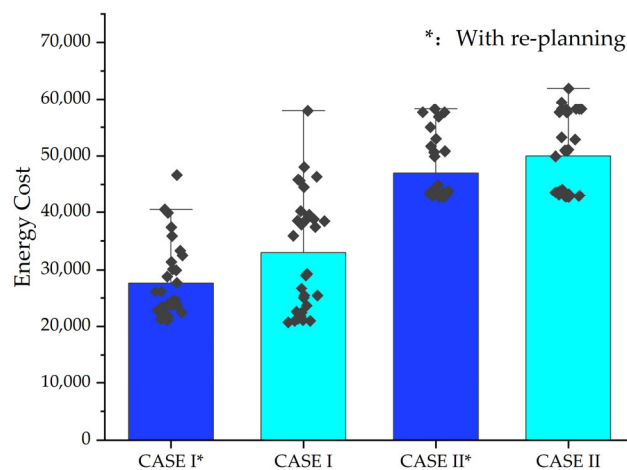 *: With re-planning
Energy Cost
70,000
60,000
50,000
40,000
30,000
20,000
10,000
0
CASE I* CASE I CASE II* CASE II